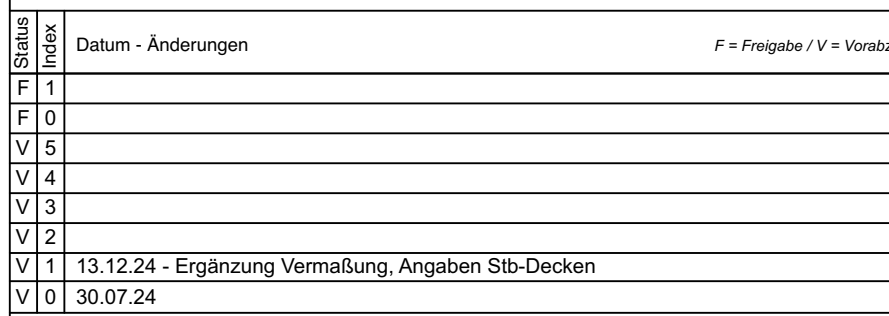 Status Index Datum - Änderungen F = Freigabe / V = Vorabz
F 1
F 0
V 5
V 4
V 3
V 2
V 1 13.12.24 - Ergänzung Vermaßung, Angaben Stb-Decken
V 0 30.07.24